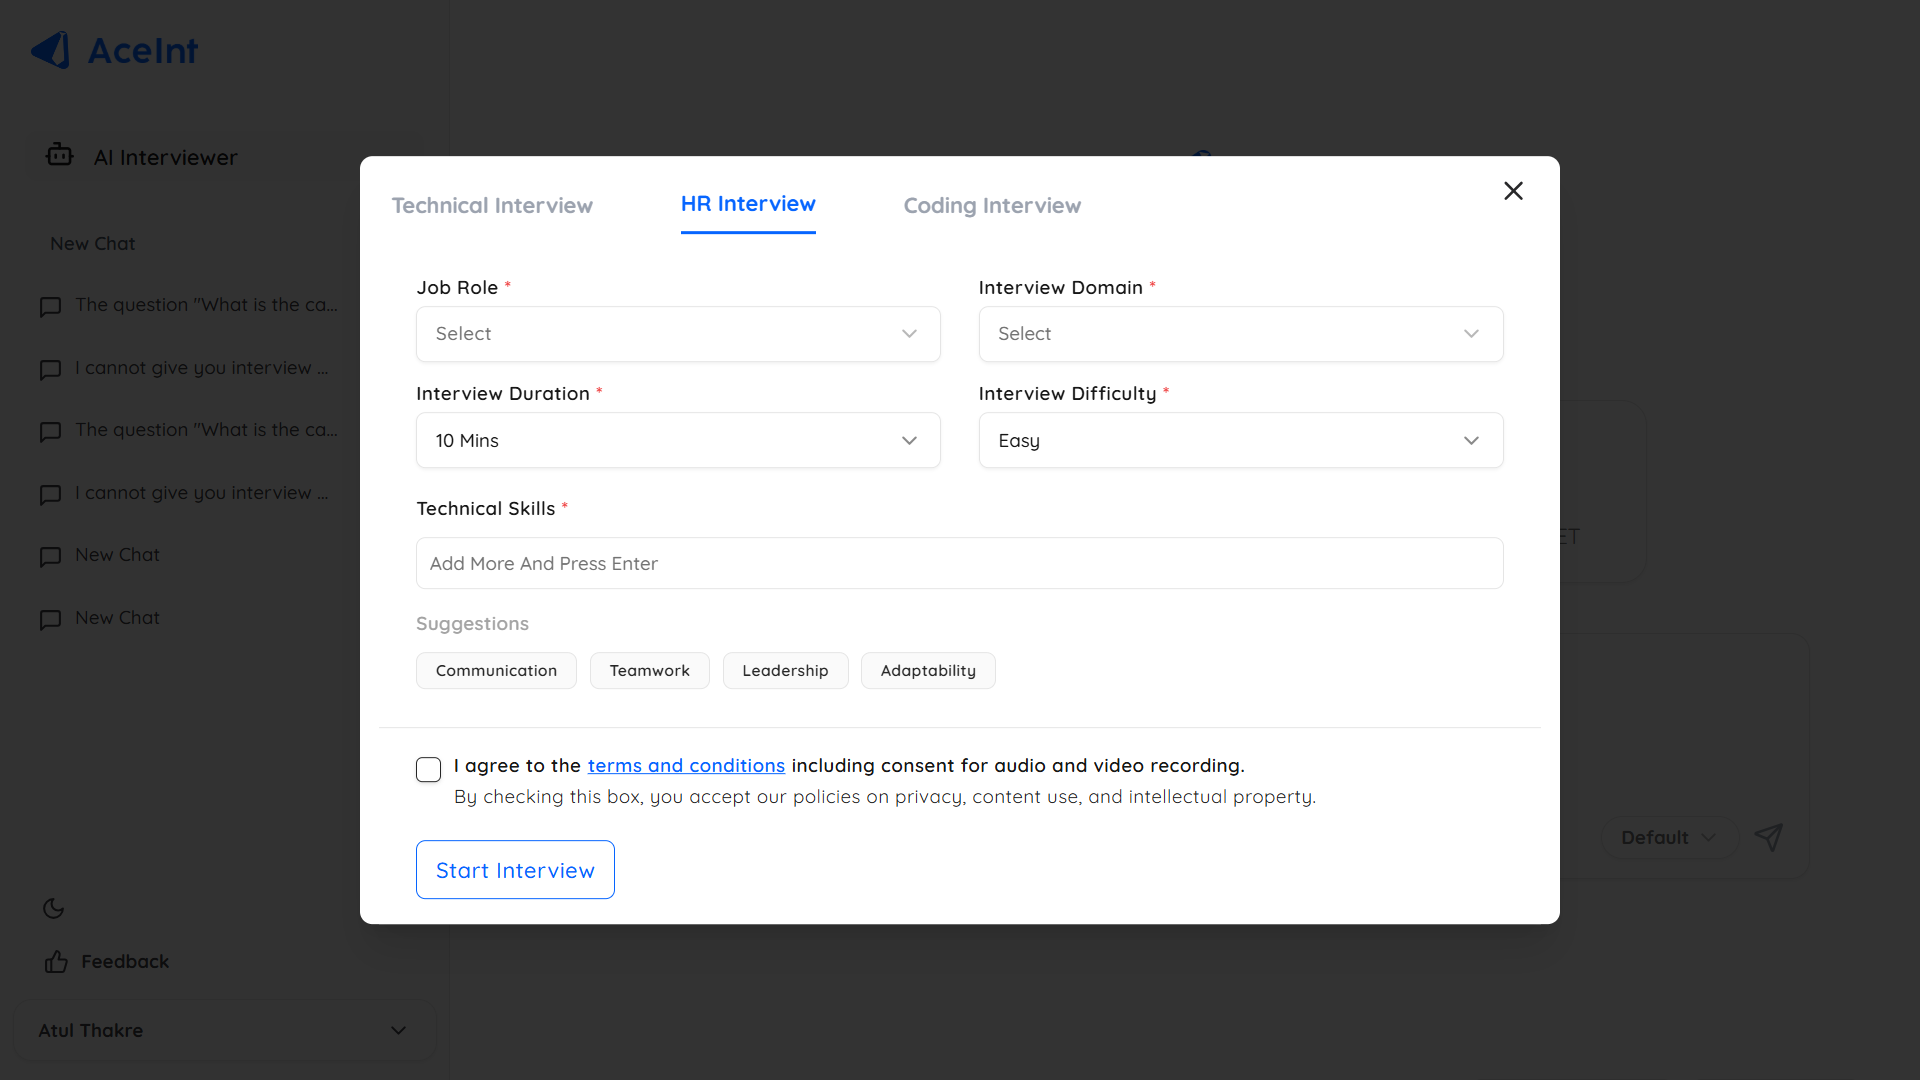 AceInt
AI Interviewer
New Chat
The question "What is the ca...
I cannot give you interview ...
The question "What is the ca...
I cannot give you interview ...
New Chat
New Chat
Feedback
Atul Thakre
Technical Interview
HR Interview
Coding Interview
Job Role *
Select
Interview Domain *
Select
Interview Duration *
10 Mins
Interview Difficulty *
Easy
Technical Skills *
Add More And Press Enter
Suggestions
Communication
Teamwork
Leadership
Adaptability
I agree to the terms and conditions including consent for audio and video recording.
By checking this box, you accept our policies on privacy, content use, and intellectual property.
Start Interview
Default